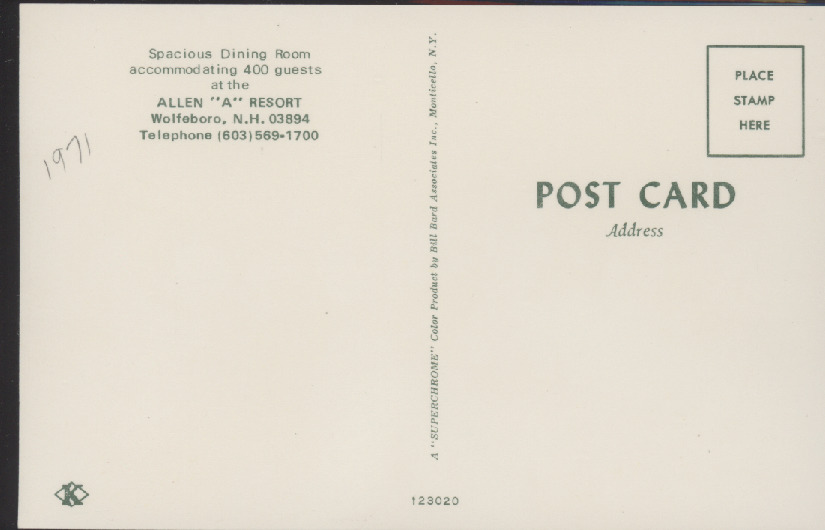 Spacious Dining Room
accommodating 400 guests
at the
ALLEN "A" RESORT
Wolfeboro, N.H. 03894
Telephone (603)569-1700
1971
A "SUPERCHROME" Color Product by Bill Bard Associates Inc., Monticello, N.Y.
PLACE
STAMP
HERE
POST CARD
Address
K
123020